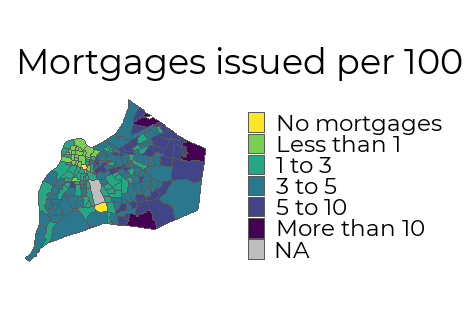 Mortgages issued per 100
No mortgages
Less than 1
1 to 3
3 to 5
5 to 10
More than 10
NA